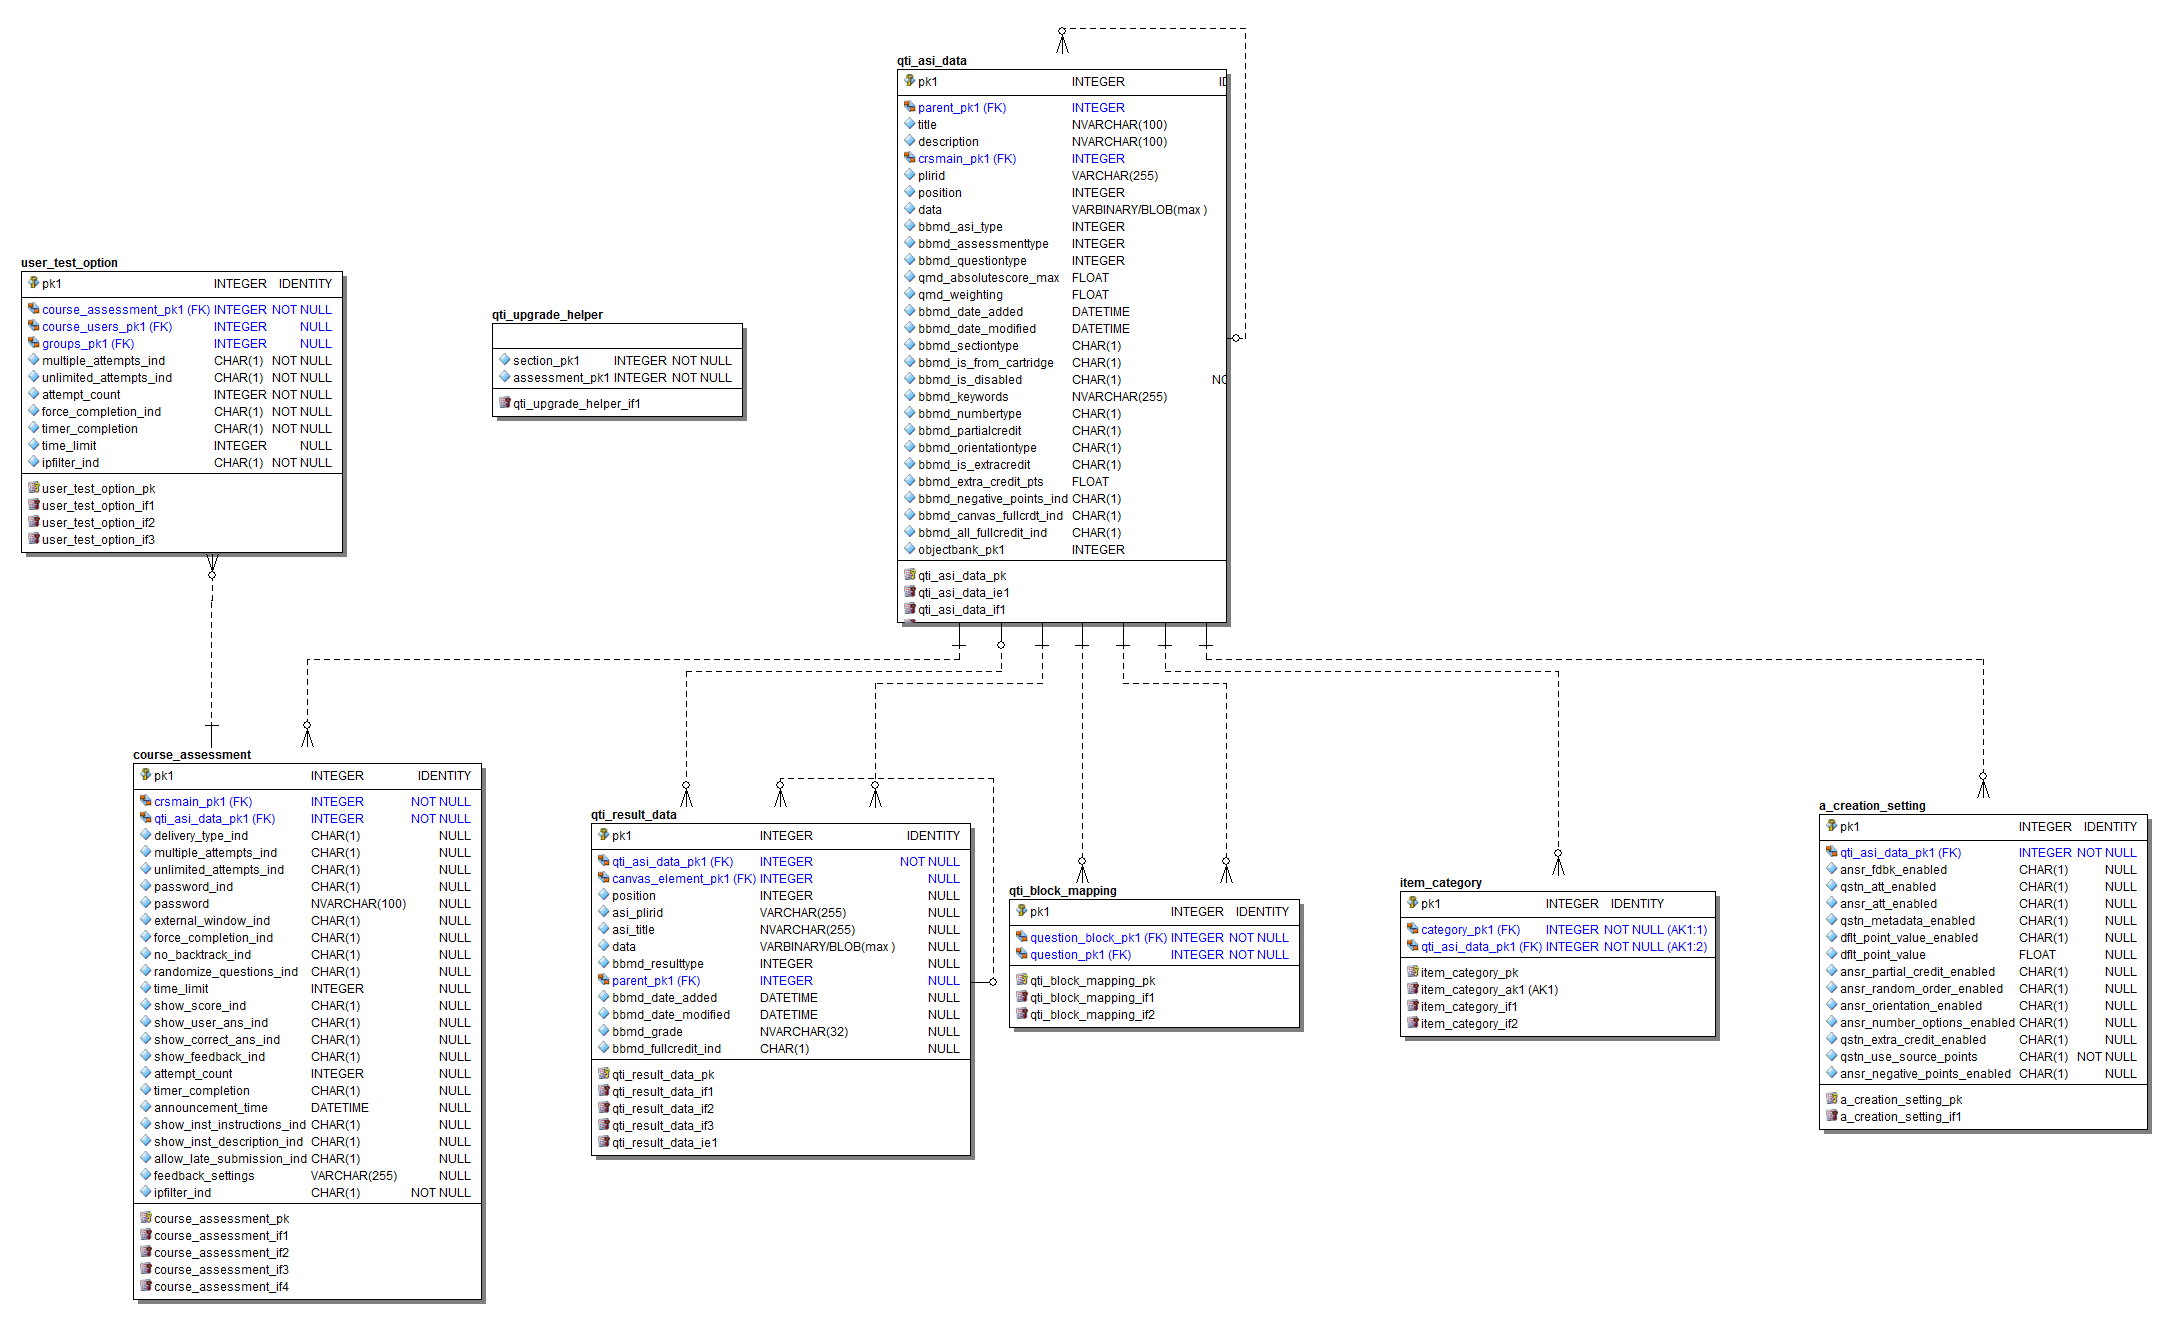 qti_asi_data
pk1 INTEGER
parent_pk1 (FK) INTEGER
title NVARCHAR(100)
description NVARCHAR(100)
crsmain_pk1 (FK) INTEGER
plirid VARCHAR(255)
position INTEGER
data VARBINARY/BLOB(max )
bbmd_asi_type INTEGER
bbmd_assessmenttype INTEGER
bbmd_questiontype INTEGER
qmd_absolutescore_max FLOAT
qmd_weighting FLOAT
bbmd_date_added DATETIME
bbmd_date_modified DATETIME
bbmd_sectiontype CHAR(1)
bbmd_is_from_cartridge CHAR(1)
bbmd_is_disabled CHAR(1)
bbmd_keywords NVARCHAR(255)
bbmd_numbertype CHAR(1)
bbmd_partialcredit CHAR(1)
bbmd_orientationtype CHAR(1)
bbmd_is_extracredit CHAR(1)
bbmd_extra_credit_pts FLOAT
bbmd_negative_points_ind CHAR(1)
bbmd_canvas_fullcrdt_ind CHAR(1)
bbmd_all_fullcredit_ind CHAR(1)
objectbank_pk1 INTEGER
qti_asi_data_pk
qti_asi_data_ie1
qti_asi_data_if1
user_test_option
pk1 INTEGER IDENTITY
course_assessment_pk1 (FK) INTEGER NOT NULL
course_users_pk1 (FK) INTEGER NULL
groups_pk1 (FK) INTEGER NULL
multiple_attempts_ind CHAR(1) NOT NULL
unlimited_attempts_ind CHAR(1) NOT NULL
attempt_count INTEGER NOT NULL
force_completion_ind CHAR(1) NOT NULL
timer_completion CHAR(1) NOT NULL
time_limit INTEGER NULL
ipfilter_ind CHAR(1) NOT NULL
user_test_option_pk
user_test_option_if1
user_test_option_if2
user_test_option_if3
qti_upgrade_helper
section_pk1 INTEGER NOT NULL
assessment_pk1 INTEGER NOT NULL
qti_upgrade_helper_if1
course_assessment
pk1 INTEGER IDENTITY
crsmain_pk1 (FK) INTEGER NOT NULL
qti_asi_data_pk1 (FK) INTEGER NOT NULL
delivery_type_ind CHAR(1) NULL
multiple_attempts_ind CHAR(1) NULL
unlimited_attempts_ind CHAR(1) NULL
password_ind CHAR(1) NULL
password NVARCHAR(100) NULL
external_window_ind CHAR(1) NULL
force_completion_ind CHAR(1) NULL
no_backtrack_ind CHAR(1) NULL
randomize_questions_ind CHAR(1) NULL
time_limit INTEGER NULL
show_score_ind CHAR(1) NULL
show_user_ans_ind CHAR(1) NULL
show_correct_ans_ind CHAR(1) NULL
show_feedback_ind CHAR(1) NULL
attempt_count INTEGER NULL
timer_completion CHAR(1) NULL
announcement_time DATETIME NULL
show_inst_instructions_ind CHAR(1) NULL
show_inst_description_ind CHAR(1) NULL
allow_late_submission_ind CHAR(1) NULL
feedback_settings VARCHAR(255) NULL
ipfilter_ind CHAR(1) NOT NULL
course_assessment_pk
course_assessment_if1
course_assessment_if2
course_assessment_if3
course_assessment_if4
qti_result_data
pk1 INTEGER IDENTITY
qti_asi_data_pk1 (FK) INTEGER NOT NULL
canvas_element_pk1 (FK) INTEGER NULL
position INTEGER NULL
asi_plirid VARCHAR(255) NULL
asi_title NVARCHAR(255) NULL
data VARBINARY/BLOB(max ) NULL
bbmd_resulttype INTEGER NULL
parent_pk1 (FK) INTEGER NULL
bbmd_date_added DATETIME NULL
bbmd_date_modified DATETIME NULL
bbmd_grade NVARCHAR(32) NULL
bbmd_fullcredit_ind CHAR(1) NULL
qti_result_data_pk
qti_result_data_if1
qti_result_data_if2
qti_result_data_if3
qti_result_data_ie1
qti_block_mapping
pk1 INTEGER IDENTITY
question_block_pk1 (FK) INTEGER NOT NULL
question_pk1 (FK) INTEGER NOT NULL
qti_block_mapping_pk
qti_block_mapping_if1
qti_block_mapping_if2
item_category
pk1 INTEGER IDENTITY
category_pk1 (FK) INTEGER NOT NULL (AK1:1)
qti_asi_data_pk1 (FK) INTEGER NOT NULL (AK1:2)
item_category_pk
item_category_ak1 (AK1)
item_category_if1
item_category_if2
a_creation_setting
pk1 INTEGER IDENTITY
qti_asi_data_pk1 (FK) INTEGER NOT NULL
ansr_fdbk_enabled CHAR(1) NULL
qstn_att_enabled CHAR(1) NULL
ansr_att_enabled CHAR(1) NULL
qstn_metadata_enabled CHAR(1) NULL
dflt_point_value_enabled CHAR(1) NULL
dflt_point_value FLOAT NULL
ansr_partial_credit_enabled CHAR(1) NULL
ansr_random_order_enabled CHAR(1) NULL
ansr_orientation_enabled CHAR(1) NULL
ansr_number_options_enabled CHAR(1) NULL
qstn_extra_credit_enabled CHAR(1) NULL
qstn_use_source_points CHAR(1) NOT NULL
ansr_negative_points_enabled CHAR(1) NULL
a_creation_setting_pk
a_creation_setting_if1